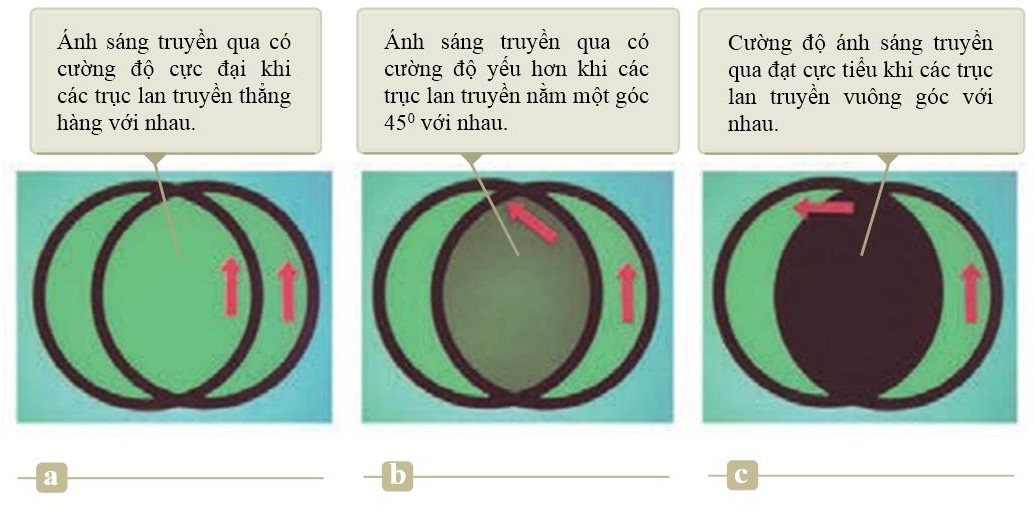 Ánh sáng truyền qua có
cường độ cực đại khi
các trục lan truyền thẳng
hàng với nhau.
Ánh sáng truyền qua có
cường độ yếu hơn khi các
trục lan truyền nằm một góc
45⁰ với nhau.
Cường độ ánh sáng truyền
qua đạt cực tiểu khi các trục
lan truyền vuông góc với
nhau.
a
b
c